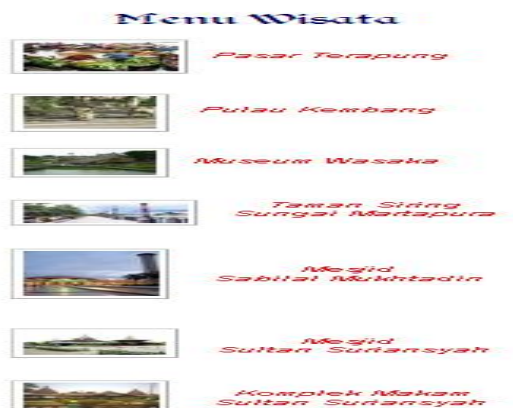 Menu Wisata
Pasar Terapung
Pulau Kembang
Museum Wasaka
Taman Siring
Sungai Martapura
Mesjid
Sabilal Mukhtadin
Mesjid
Sultan Suriansyah
Komplek Makam
Sultan Suriansyah